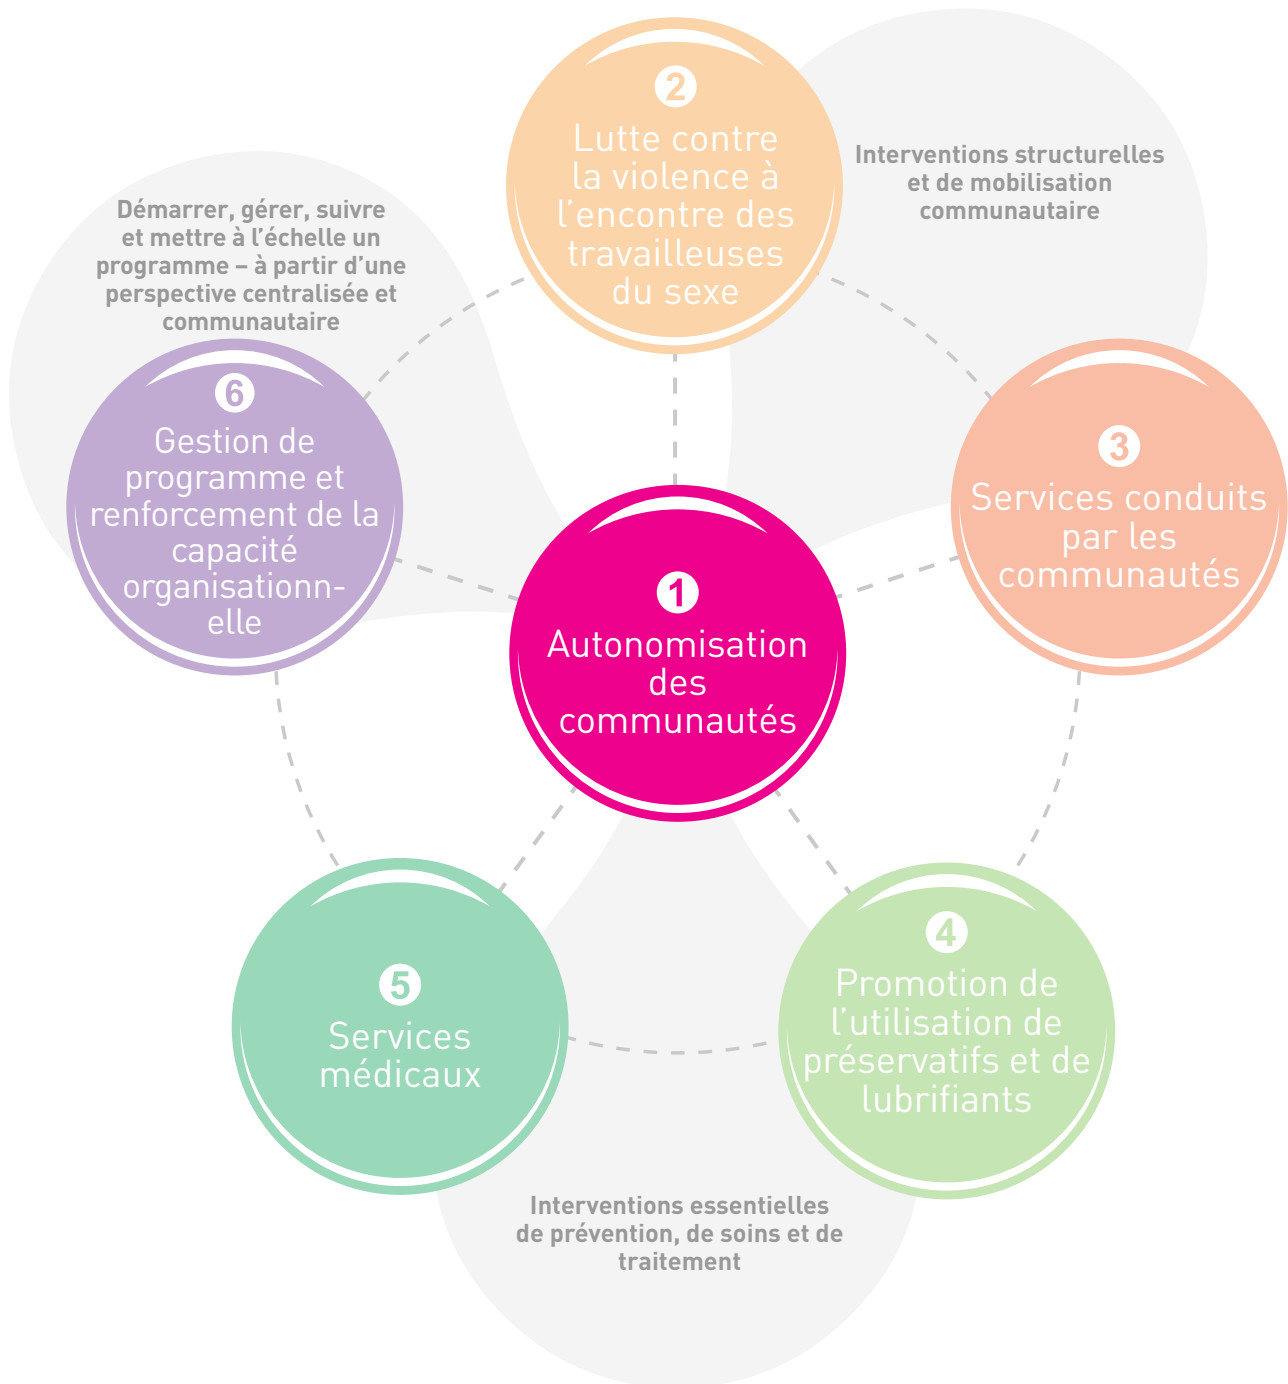 2
Lutte contre
la violence à
l’encontre des
travailleuses
du sexe
Interventions structurelles
et de mobilisation
communautaire
Démarrer, gérer, suivre
et mettre à l’échelle un
programme – à partir d’une
perspective centralisée et
communautaire
6
Gestion de
programme et
renforcement de la
capacité
organisationn-
elle
3
Services conduits
par les
communautés
1
Autonomisation
des
communautés
5
Services
médicaux
4
Promotion de
l’utilisation de
préservatifs et de
lubrifiants
Interventions essentielles
de prévention, de soins et de
traitement